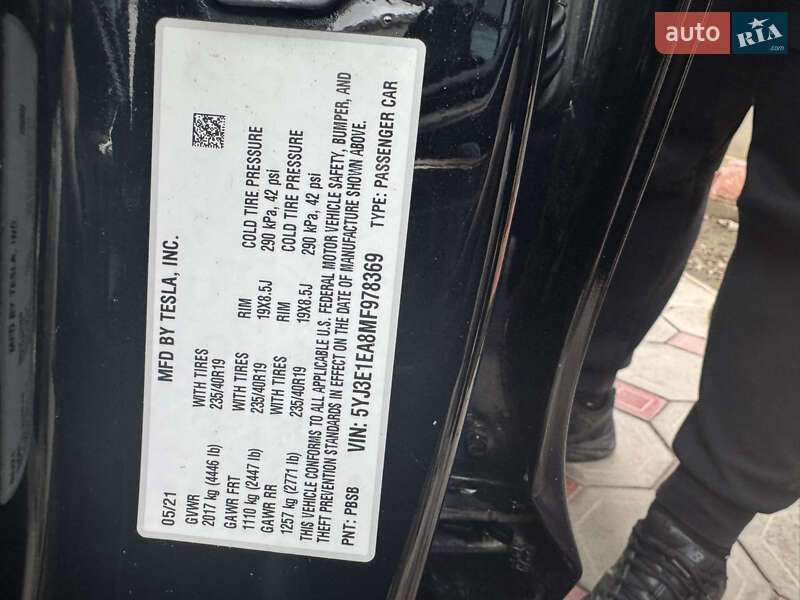 MFD BY TESLA, INC.
05/21
GVWR
2017 kg (4446 lb)
GAWR FRT WITH TIRES RIM COLD TIRE PRESSURE
1110 kg (2447 lb) 235/40R19 19X8.5J 290 kPa, 42 psi
GAWR RR WITH TIRES RIM COLD TIRE PRESSURE
1257 kg (2771 lb) 235/40R19 19X8.5J 290 kPa, 42 psi
THIS VEHICLE CONFORMS TO ALL APPLICABLE U.S. FEDERAL MOTOR VEHICLE SAFETY, BUMPER, AND
THEFT PREVENTION STANDARDS IN EFFECT ON THE DATE OF MANUFACTURE SHOWN ABOVE.
PNT: PBSB VIN: 5YJ3E1EA8MF978369 TYPE: PASSENGER CAR
auto RIA
.com